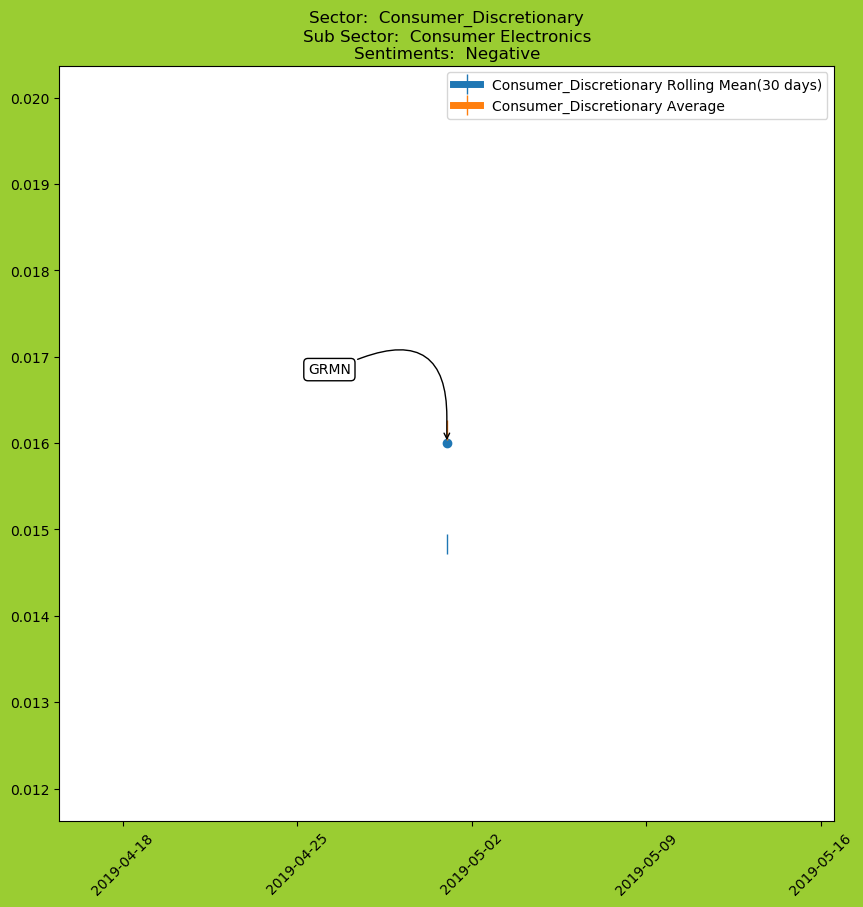 Sector:  Consumer_Discretionary
Sub Sector:  Consumer Electronics
Sentiments:  Negative
Consumer_Discretionary Rolling Mean(30 days)
Consumer_Discretionary Average
0.020
0.019
0.018
0.017
GRMN
0.016
0.015
0.014
0.013
0.012
2019-04-18
2019-04-25
2019-05-02
2019-05-09
2019-05-16